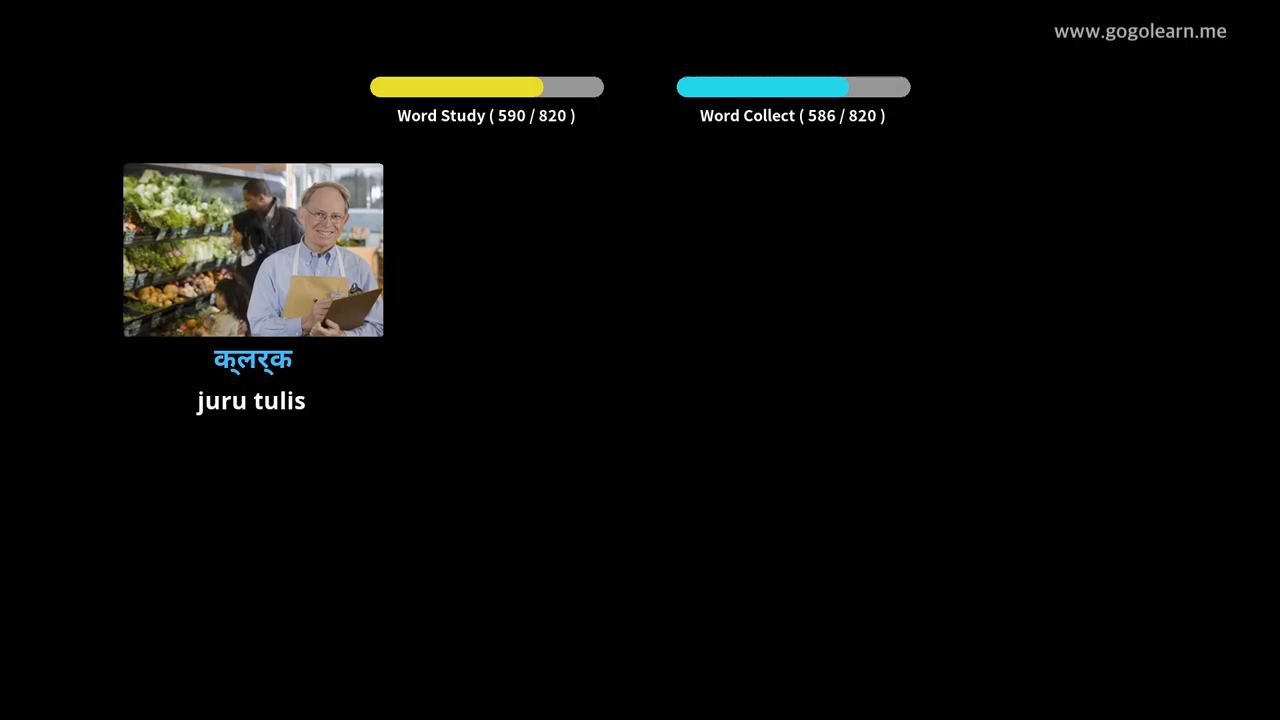 www.gogolearn.me
Word Study ( 590 / 820 )
Word Collect ( 586 / 820 )
क्‌लर्‌क
juru tulis